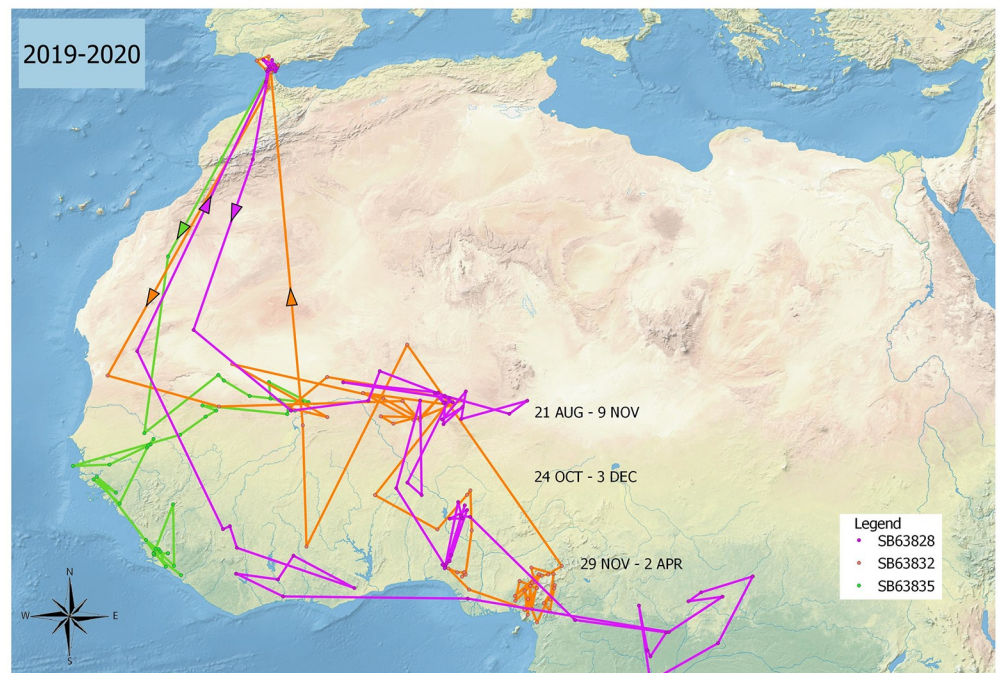 2019-2020
21 AUG - 9 NOV
24 OCT - 3 DEC
29 NOV - 2 APR
Legend
SB63828
SB63832
SB63835
N
W E
S